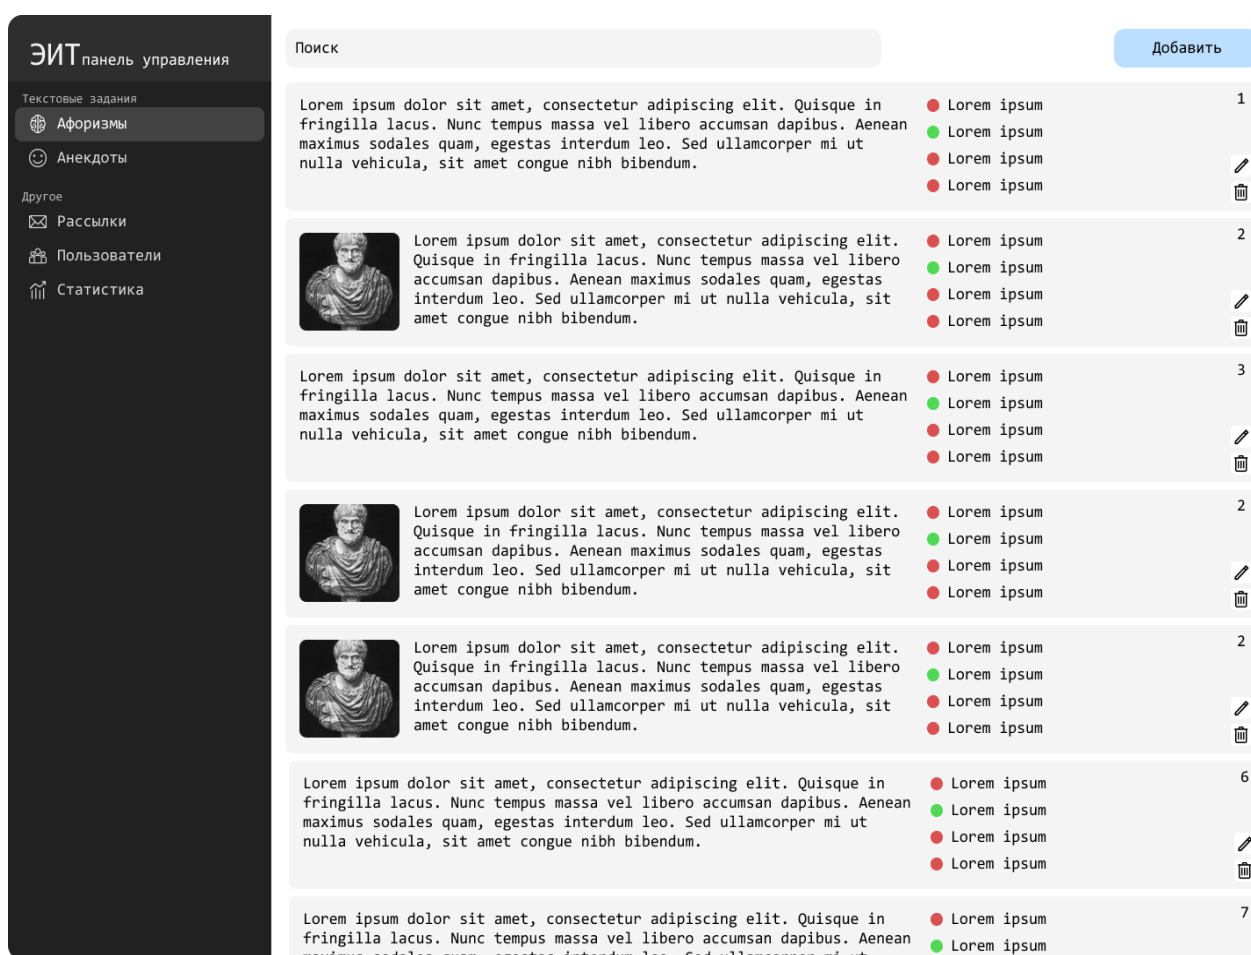 ЭИТ панель управления
Текстовые задания
Афоризмы
Анекдоты
Другое
Рассылки
Пользователи
Статистика
Поиск
Добавить
Lorem ipsum dolor sit amet, consectetur adipiscing elit. Quisque in
fringilla lacus. Nunc tempus massa vel libero accumsan dapibus. Aenean
maximus sodales quam, egestas interdum leo. Sed ullamcorper mi ut
nulla vehicula, sit amet congue nibh bibendum.
Lorem ipsum
Lorem ipsum
Lorem ipsum
Lorem ipsum
1
Lorem ipsum dolor sit amet, consectetur adipiscing elit.
Quisque in fringilla lacus. Nunc tempus massa vel libero
accumsan dapibus. Aenean maximus sodales quam, egestas
interdum leo. Sed ullamcorper mi ut nulla vehicula, sit
amet congue nibh bibendum.
Lorem ipsum
Lorem ipsum
Lorem ipsum
Lorem ipsum
2
Lorem ipsum dolor sit amet, consectetur adipiscing elit. Quisque in
fringilla lacus. Nunc tempus massa vel libero accumsan dapibus. Aenean
maximus sodales quam, egestas interdum leo. Sed ullamcorper mi ut
nulla vehicula, sit amet congue nibh bibendum.
Lorem ipsum
Lorem ipsum
Lorem ipsum
Lorem ipsum
3
Lorem ipsum dolor sit amet, consectetur adipiscing elit.
Quisque in fringilla lacus. Nunc tempus massa vel libero
accumsan dapibus. Aenean maximus sodales quam, egestas
interdum leo. Sed ullamcorper mi ut nulla vehicula, sit
amet congue nibh bibendum.
Lorem ipsum
Lorem ipsum
Lorem ipsum
Lorem ipsum
2
Lorem ipsum dolor sit amet, consectetur adipiscing elit.
Quisque in fringilla lacus. Nunc tempus massa vel libero
accumsan dapibus. Aenean maximus sodales quam, egestas
interdum leo. Sed ullamcorper mi ut nulla vehicula, sit
amet congue nibh bibendum.
Lorem ipsum
Lorem ipsum
Lorem ipsum
Lorem ipsum
2
Lorem ipsum dolor sit amet, consectetur adipiscing elit. Quisque in
fringilla lacus. Nunc tempus massa vel libero accumsan dapibus. Aenean
maximus sodales quam, egestas interdum leo. Sed ullamcorper mi ut
nulla vehicula, sit amet congue nibh bibendum.
Lorem ipsum
Lorem ipsum
Lorem ipsum
Lorem ipsum
6
Lorem ipsum dolor sit amet, consectetur adipiscing elit. Quisque in
fringilla lacus. Nunc tempus massa vel libero accumsan dapibus. Aenean
Lorem ipsum
Lorem ipsum
7